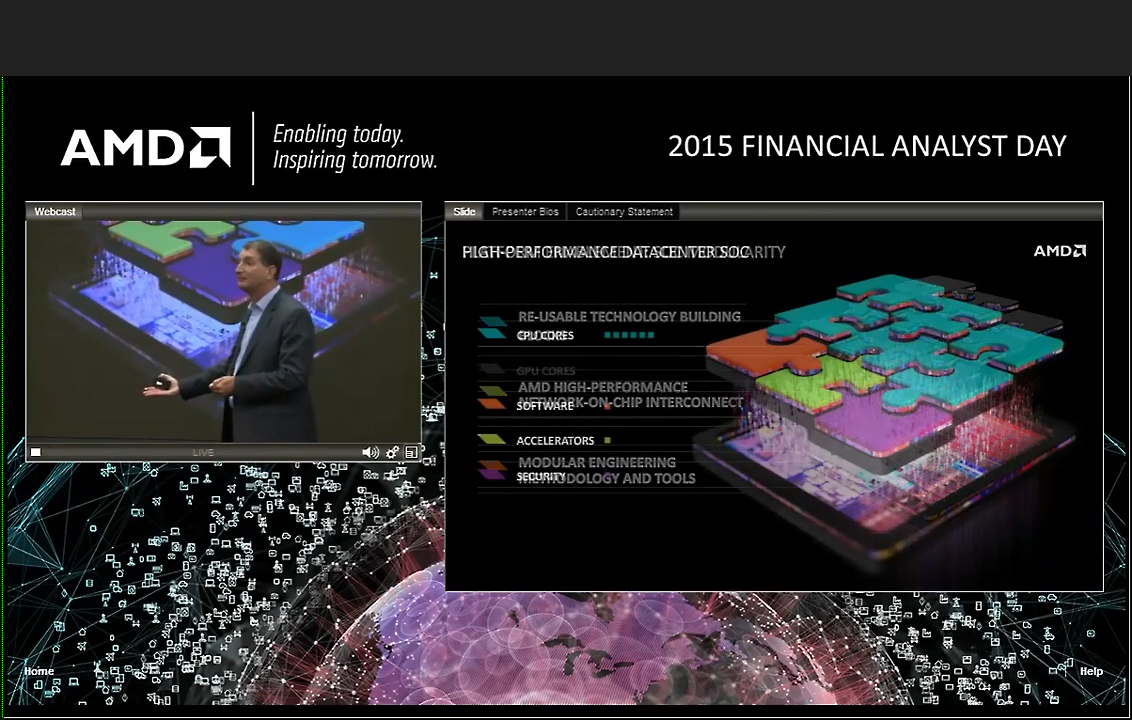 AMD
Enabling today.
Inspiring tomorrow.
2015 FINANCIAL ANALYST DAY
Webcast
Slide
Presenter Bios
Cautionary Statement
HIGH-PERFORMANCE DATACENTER SOC
AMD
RE-USABLE TECHNOLOGY BUILDING
CPU CORES
GPU CORES
AMD HIGH-PERFORMANCE
NETWORK-ON-CHIP INTERCONNECT
SOFTWARE
ACCELERATORS
MODULAR ENGINEERING
SECURITY
METHODOLOGY AND TOOLS
LIVE
Home
Help